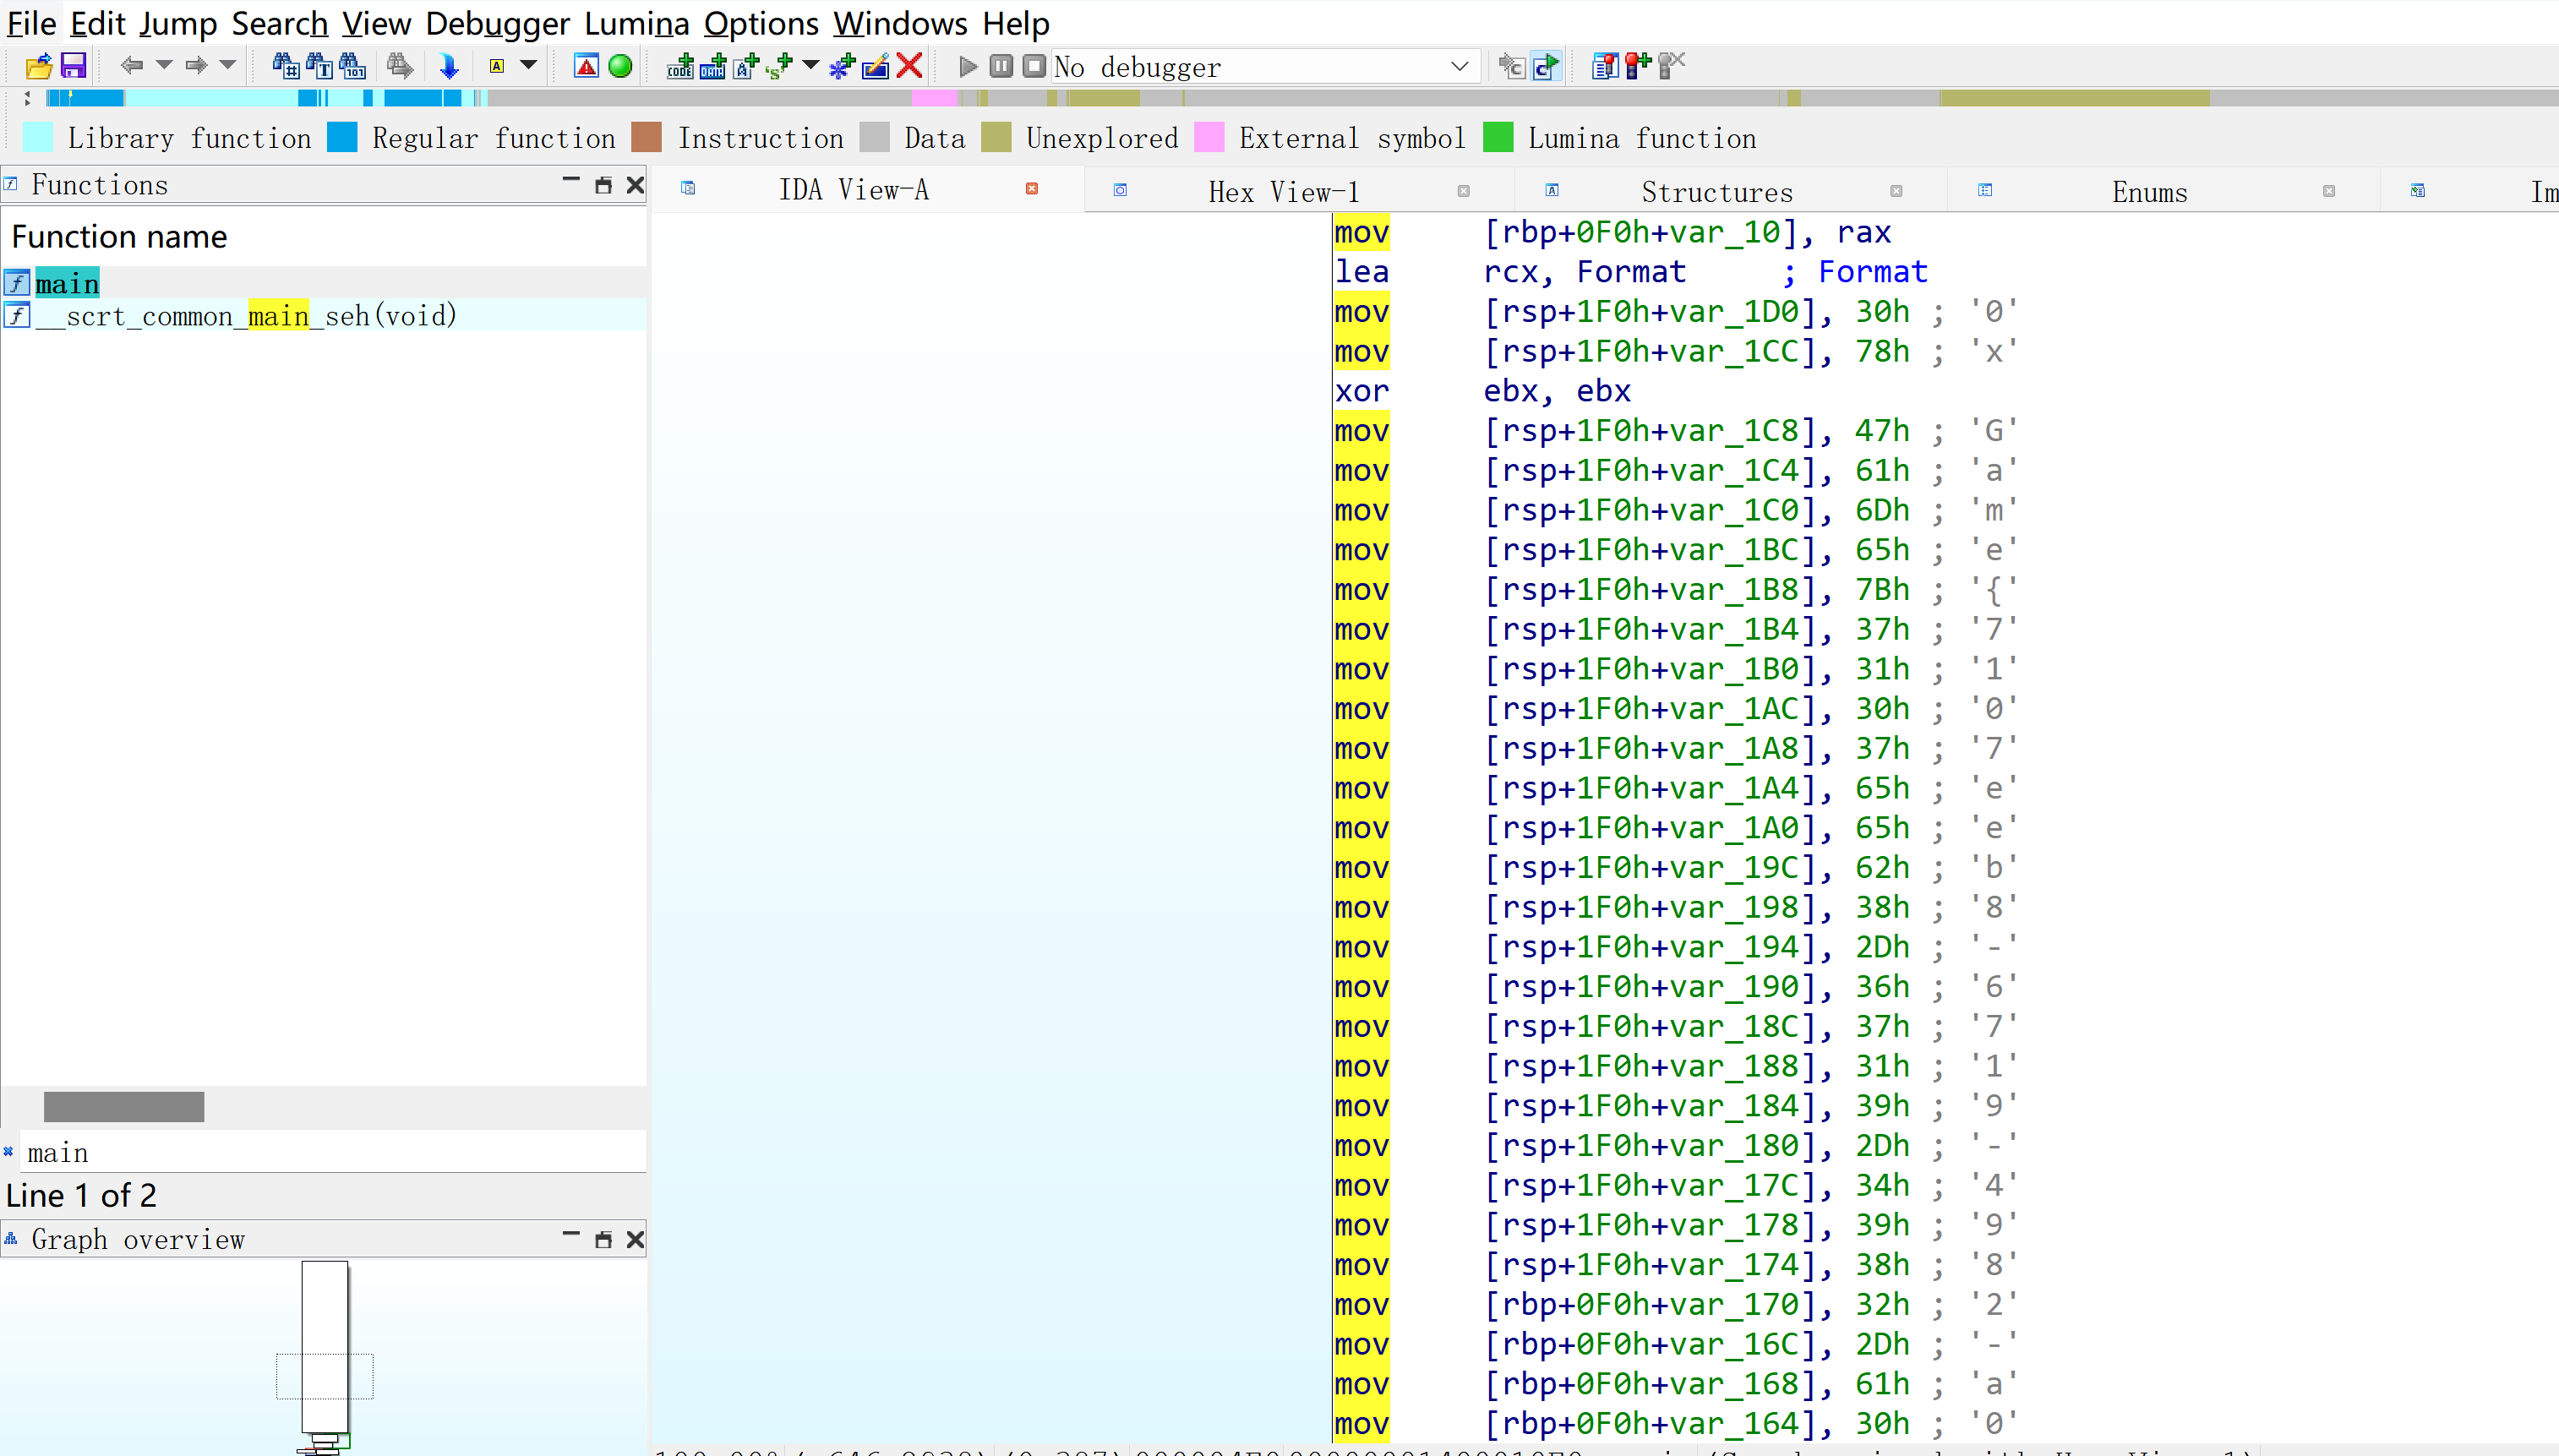 File Edit Jump Search View Debugger Lumina Options Windows Help
No debugger
Library function Regular function Instruction Data Unexplored External symbol Lumina function
Functions
IDA View-A Hex View-1 Structures Enums Im
Function name
main
__scrt_common_main_seh(void)
mov [rbp+0F0h+var_10], rax
lea rcx, Format ; Format
mov [rsp+1F0h+var_1D0], 30h ; '0'
mov [rsp+1F0h+var_1CC], 78h ; 'x'
xor ebx, ebx
mov [rsp+1F0h+var_1C8], 47h ; 'G'
mov [rsp+1F0h+var_1C4], 61h ; 'a'
mov [rsp+1F0h+var_1C0], 6Dh ; 'm'
mov [rsp+1F0h+var_1BC], 65h ; 'e'
mov [rsp+1F0h+var_1B8], 7Bh ; '{'
mov [rsp+1F0h+var_1B4], 37h ; '7'
mov [rsp+1F0h+var_1B0], 31h ; '1'
mov [rsp+1F0h+var_1AC], 30h ; '0'
mov [rsp+1F0h+var_1A8], 37h ; '7'
mov [rsp+1F0h+var_1A4], 65h ; 'e'
mov [rsp+1F0h+var_1A0], 65h ; 'e'
mov [rsp+1F0h+var_19C], 62h ; 'b'
mov [rsp+1F0h+var_198], 38h ; '8'
mov [rsp+1F0h+var_194], 2Dh ; '-'
mov [rsp+1F0h+var_190], 36h ; '6'
mov [rsp+1F0h+var_18C], 37h ; '7'
mov [rsp+1F0h+var_188], 31h ; '1'
mov [rsp+1F0h+var_184], 39h ; '9'
mov [rsp+1F0h+var_180], 2Dh ; '-'
mov [rsp+1F0h+var_17C], 34h ; '4'
mov [rsp+1F0h+var_178], 39h ; '9'
mov [rsp+1F0h+var_174], 38h ; '8'
mov [rbp+0F0h+var_170], 32h ; '2'
mov [rbp+0F0h+var_16C], 2Dh ; '-'
mov [rbp+0F0h+var_168], 61h ; 'a'
mov [rbp+0F0h+var_164], 30h ; '0'
main
Line 1 of 2
Graph overview